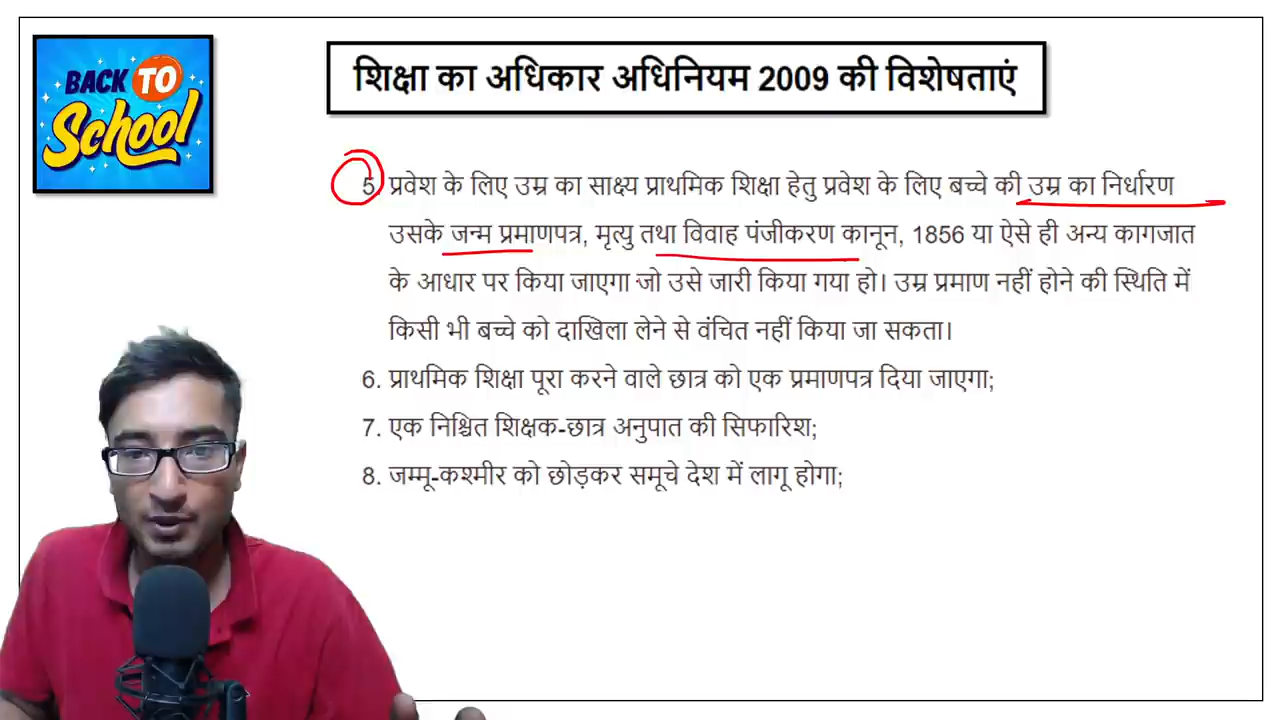 BACK TO
School
शिक्षा का अधिकार अधिनियम 2009 की विशेषताएं
5. प्रवेश के लिए उम्र का साक्ष्य प्राथमिक शिक्षा हेतु प्रवेश के लिए बच्चे की उम्र का निर्धारण
उसके जन्म प्रमाणपत्र, मृत्यु तथा विवाह पंजीकरण कानून, 1856 या ऐसे ही अन्य कागजात
के आधार पर किया जाएगा जो उसे जारी किया गया हो। उम्र प्रमाण नहीं होने की स्थिति में
किसी भी बच्चे को दाखिला लेने से वंचित नहीं किया जा सकता।
6. प्राथमिक शिक्षा पूरा करने वाले छात्र को एक प्रमाणपत्र दिया जाएगा;
7. एक निश्चित शिक्षक-छात्र अनुपात की सिफारिश;
8. जम्मू-कश्मीर को छोड़कर समूचे देश में लागू होगा;